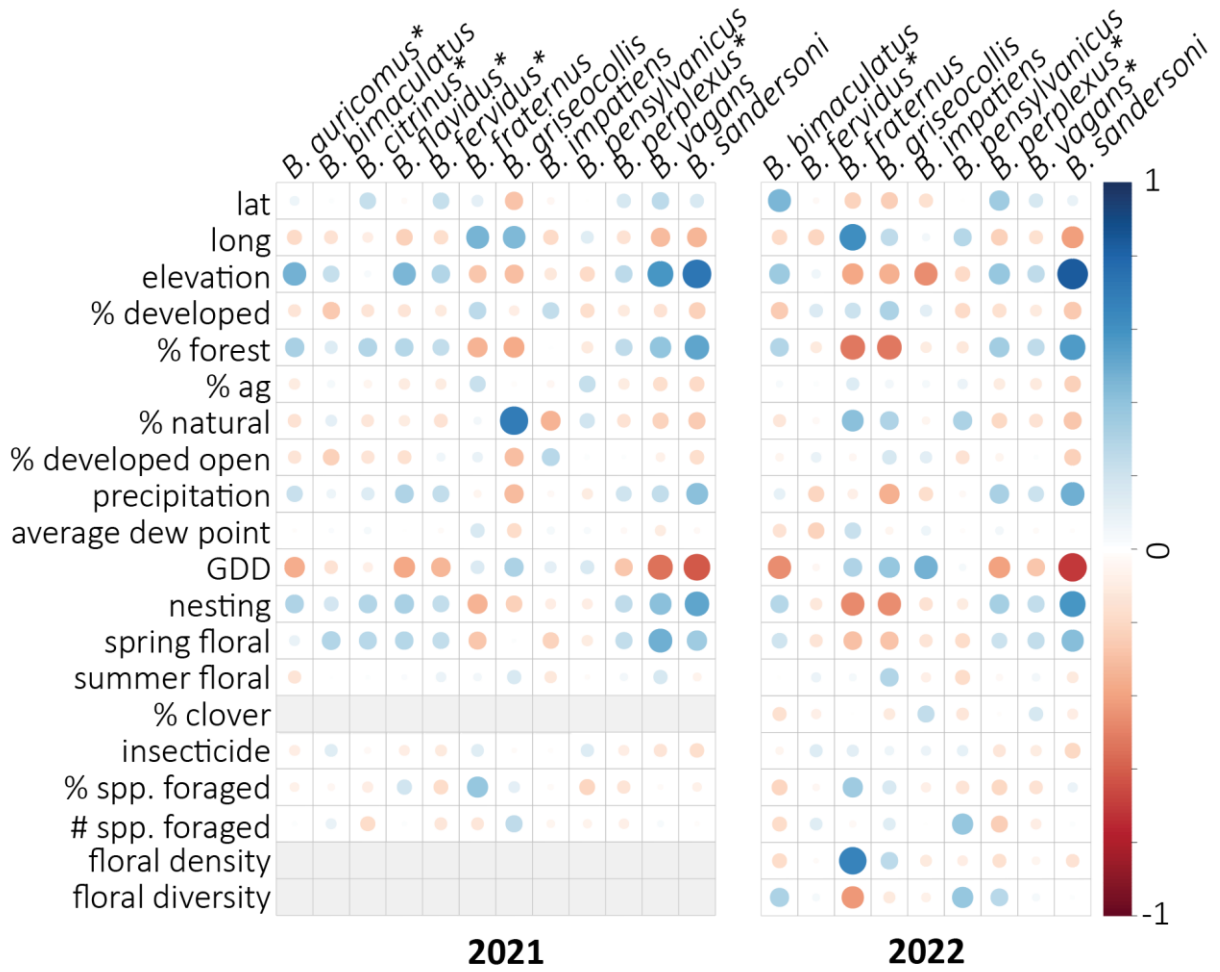 B. auricomus*
B. bimaculatus
B. citrinus*
B. flavidus*
B. fervidus*
B. fraternus
B. griseocollis
B. impatiens
B. pensylvanicus
B. perplexus*
B. vagans
B. sandersoni
B. bimaculatus
B. fervidus*
B. fraternus
B. griseocollis
B. impatiens
B. pensylvanicus
B. perplexus*
B. vagans*
B. sandersoni
lat
long
elevation
% developed
% forest
% ag
% natural
% developed open
precipitation
average dew point
GDD
nesting
spring floral
summer floral
% clover
insecticide
% spp. foraged
# spp. foraged
floral density
floral diversity
1
0
-1
2021
2022